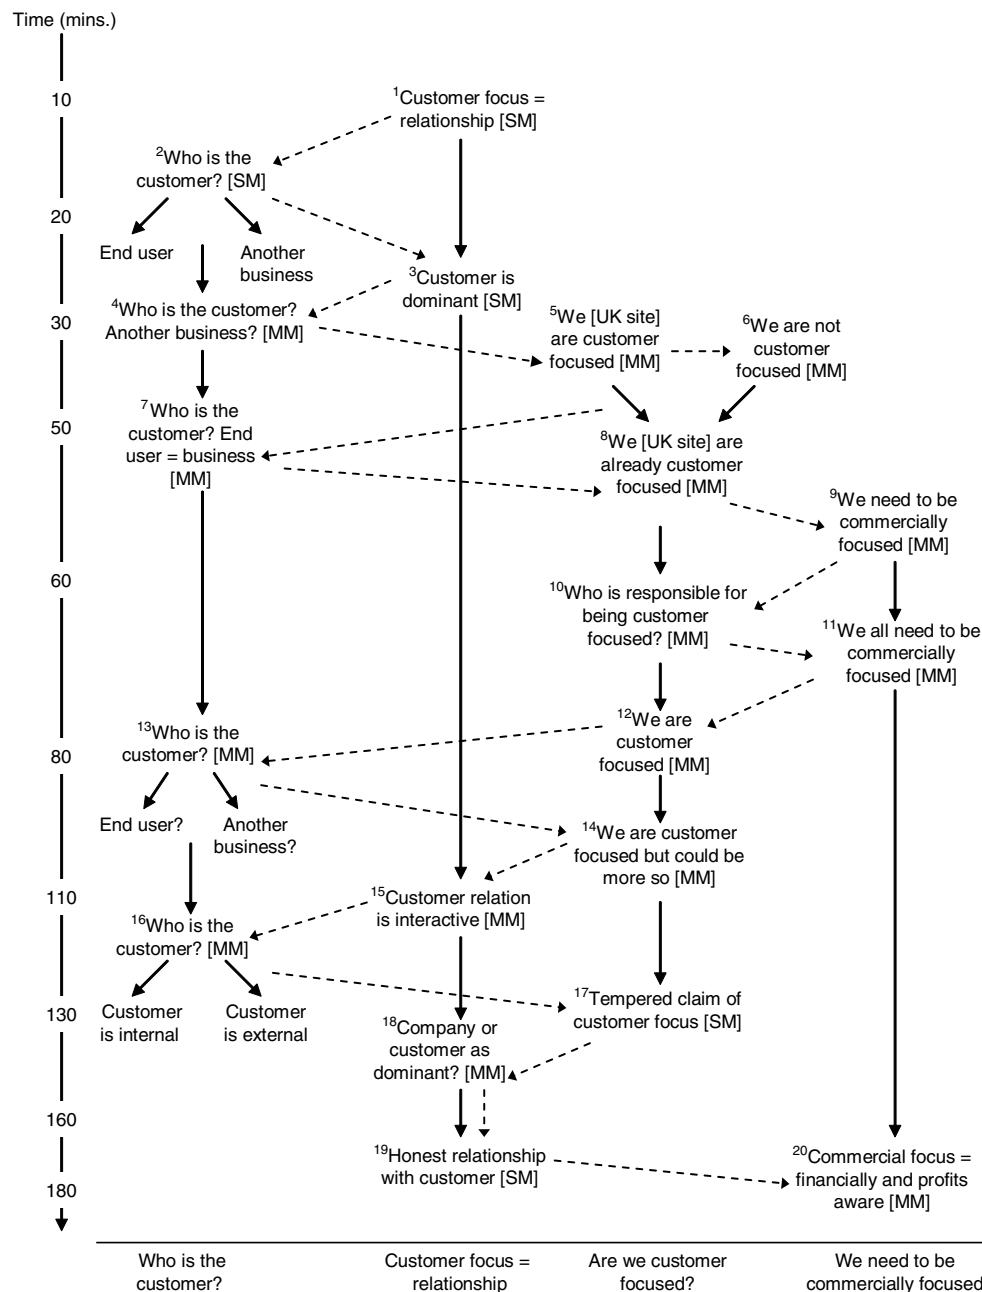 Time (mins.)
10
1Customer focus =
relationship [SM]
2Who is the
customer? [SM]
20
End user
Another
business
3Customer is
dominant [SM]
4Who is the customer?
Another business? [MM]
30
5We [UK site]
are customer
focused [MM]
6We are not
customer
focused [MM]
7Who is the
customer? End
user = business
[MM]
50
8We [UK site] are
already customer
focused [MM]
9We need to be
commercially
focused [MM]
60
10Who is responsible for
being customer
focused? [MM]
11We all need to be
commercially
focused [MM]
12We are
customer
focused [MM]
13Who is the
customer? [MM]
80
End user?
Another
business?
14We are customer
focused but could be
more so [MM]
110
15Customer relation
is interactive [MM]
16Who is the
customer? [MM]
Customer
is internal
Customer
is external
130
17Tempered claim of
customer focus [SM]
18Company or
customer as
dominant? [MM]
160
19Honest relationship
with customer [SM]
20Commercial focus =
financially and profits
aware [MM]
180
Who is the
customer?
Customer focus =
relationship
Are we customer
focused?
We need to be
commercially focused